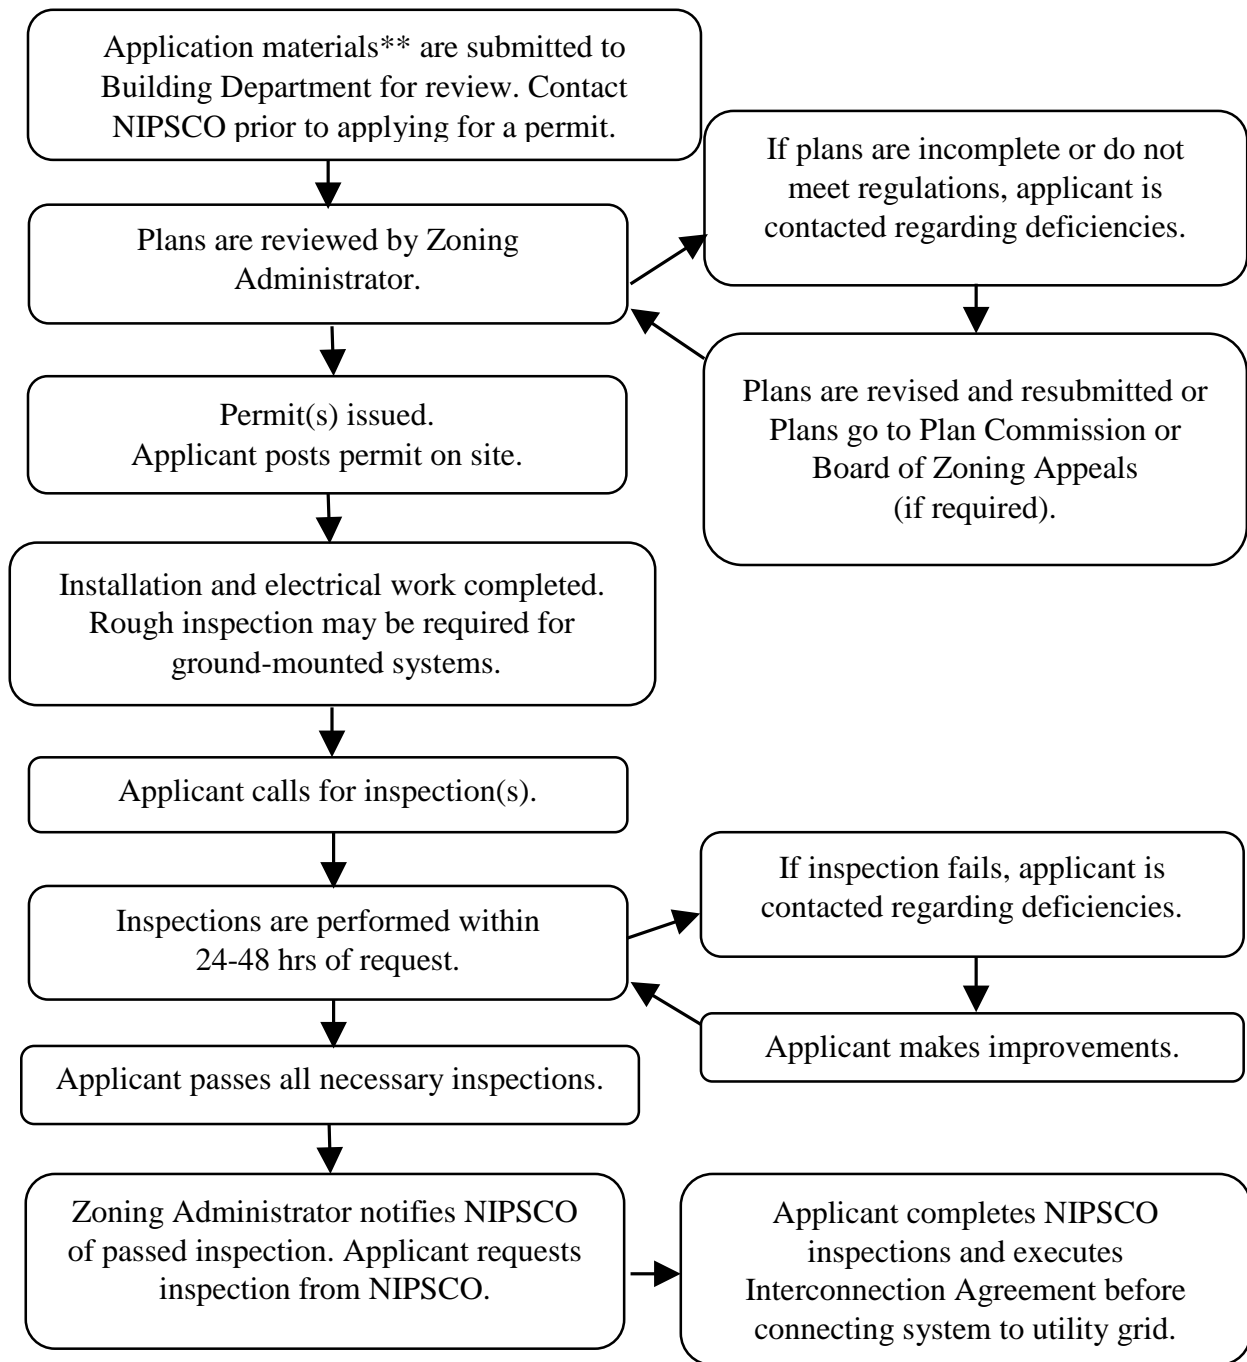 Application materials** are submitted to
Building Department for review. Contact
NIPSCO prior to applying for a permit.
If plans are incomplete or do not
meet regulations, applicant is
contacted regarding deficiencies.
Plans are reviewed by Zoning
Administrator.
Plans are revised and resubmitted or
Plans go to Plan Commission or
Board of Zoning Appeals
(if required).
Permit(s) issued.
Applicant posts permit on site.
Installation and electrical work completed.
Rough inspection may be required for
ground-mounted systems.
Applicant calls for inspection(s).
Inspections are performed within
24-48 hrs of request.
If inspection fails, applicant is
contacted regarding deficiencies.
Applicant makes improvements.
Applicant passes all necessary inspections.
Zoning Administrator notifies NIPSCO
of passed inspection. Applicant requests
inspection from NIPSCO.
Applicant completes NIPSCO
inspections and executes
Interconnection Agreement before
connecting system to utility grid.